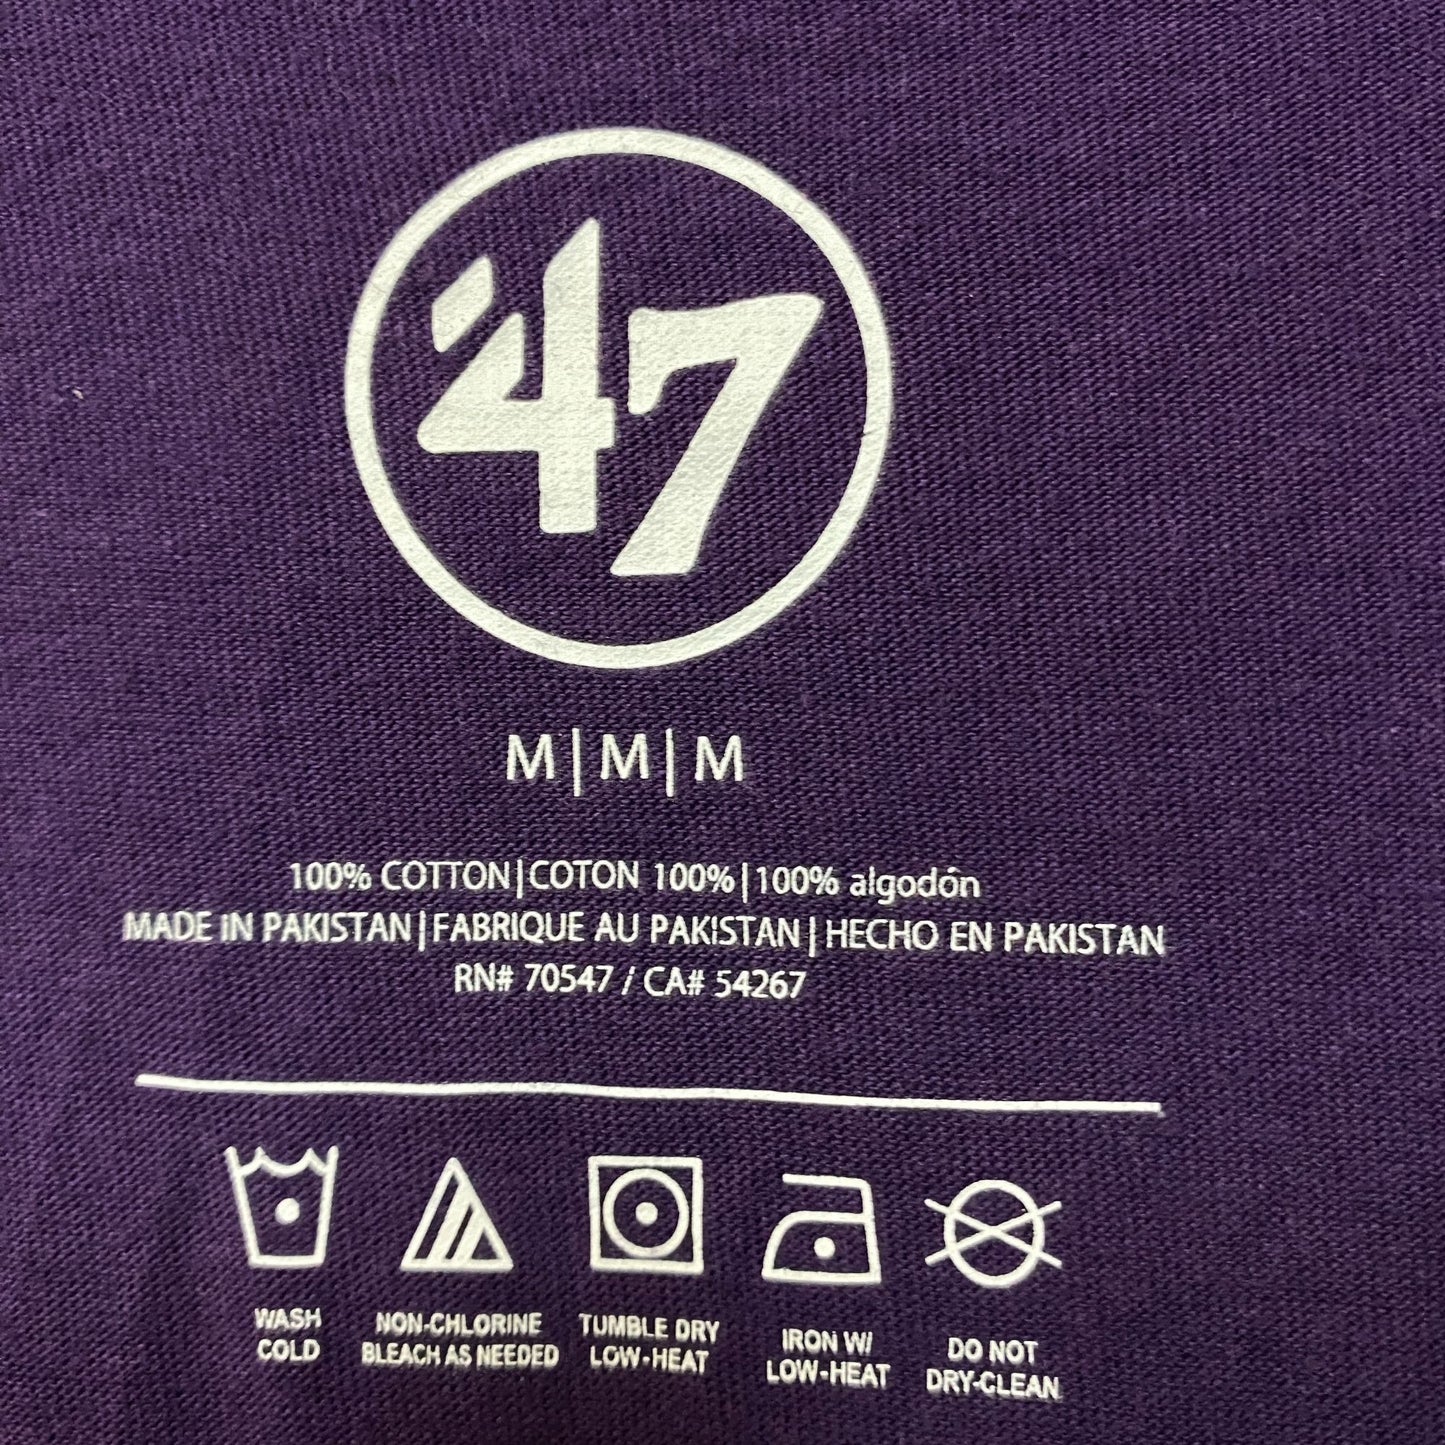 '47
M|M|M
100% COTTON|COTON 100%|100% algodón
MADE IN PAKISTAN|FABRIQUE AU PAKISTAN|HECHO EN PAKISTAN
RN# 70547 / CA# 54267
WASH
COLD
NON-CHLORINE
BLEACH AS NEEDED
TUMBLE DRY
LOW-HEAT
IRON W/
LOW-HEAT
DO NOT
DRY-CLEAN